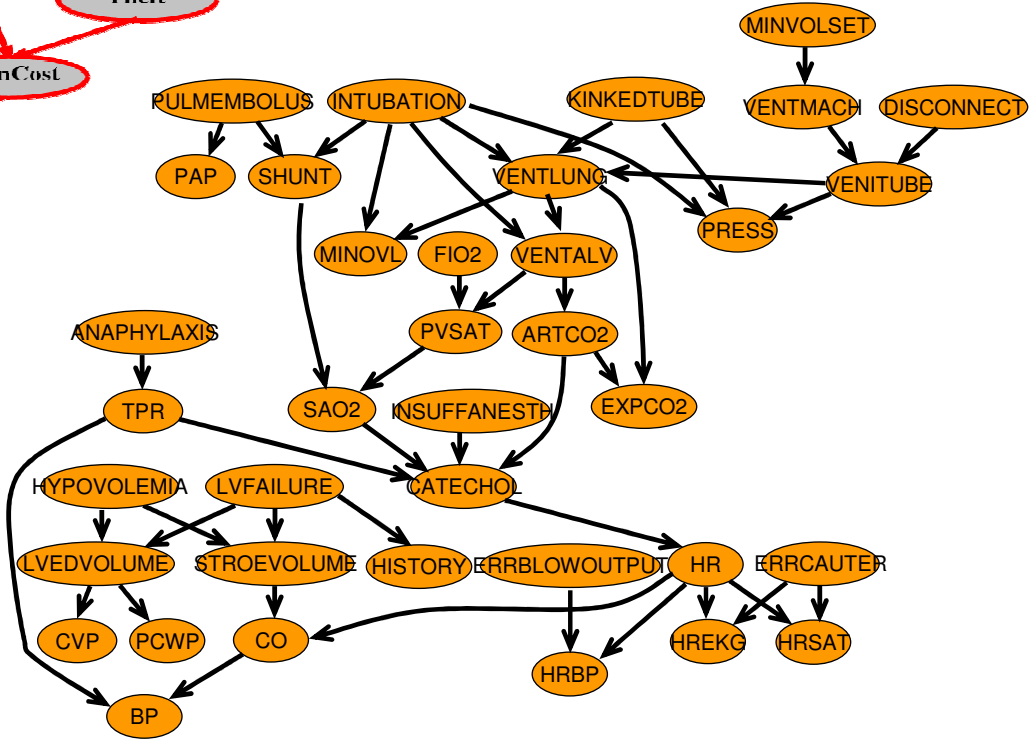 MINVOLSET
PULMEMBOLUS INTUBATION KINKEDTUBE VENTMACH DISCONNECT
PAP SHUNT VENTLUNG VENITUBE
PRESS
MINOVL FIO2 VENTALV
ANAPHYLAXIS PVSAT ARTCO2
TPR SAO2 INSUFFANESTH EXPCO2
HYPOVOLEMIA LVFAILURE CATECHOL
LVEDVOLUME STROEVOLUME HISTORY ERRBLOWOUTPUT HR ERRCAUTER
CVP PCWP CO HREKG HRSAT
HRBP
BP